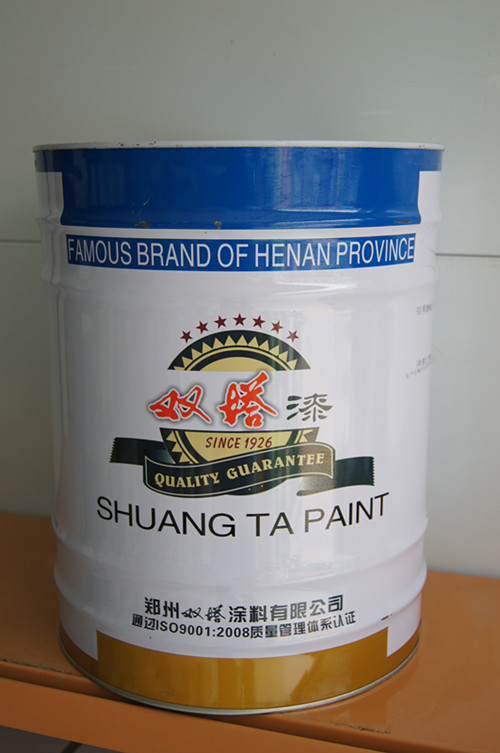 FAMOUS BRAND OF HENAN PROVINCE
双塔漆
SINCE 1926
QUALITY GUARANTEE
SHUANG TA PAINT
郑州双塔涂料有限公司
通过ISO9001:2008质量管理体系认证